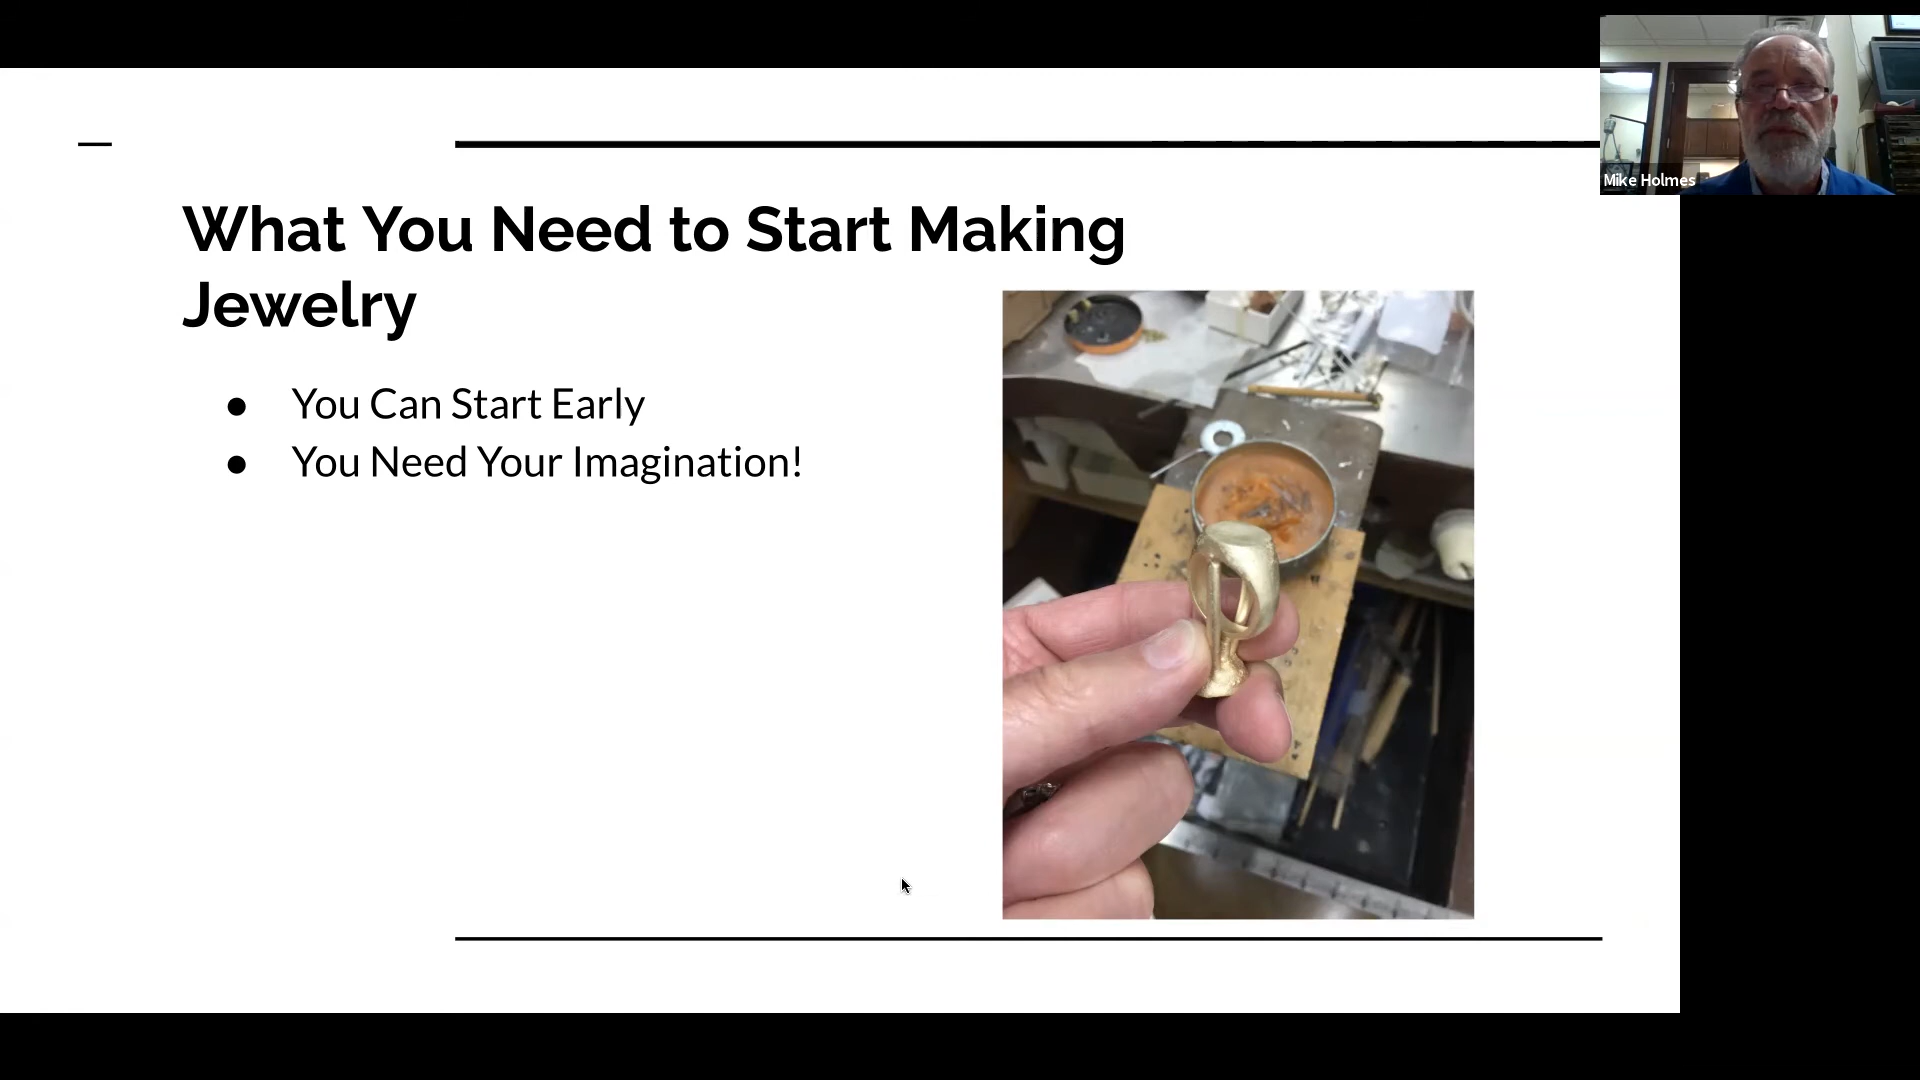 Mike Holmes
What You Need to Start Making
Jewelry
● You Can Start Early
● You Need Your Imagination!